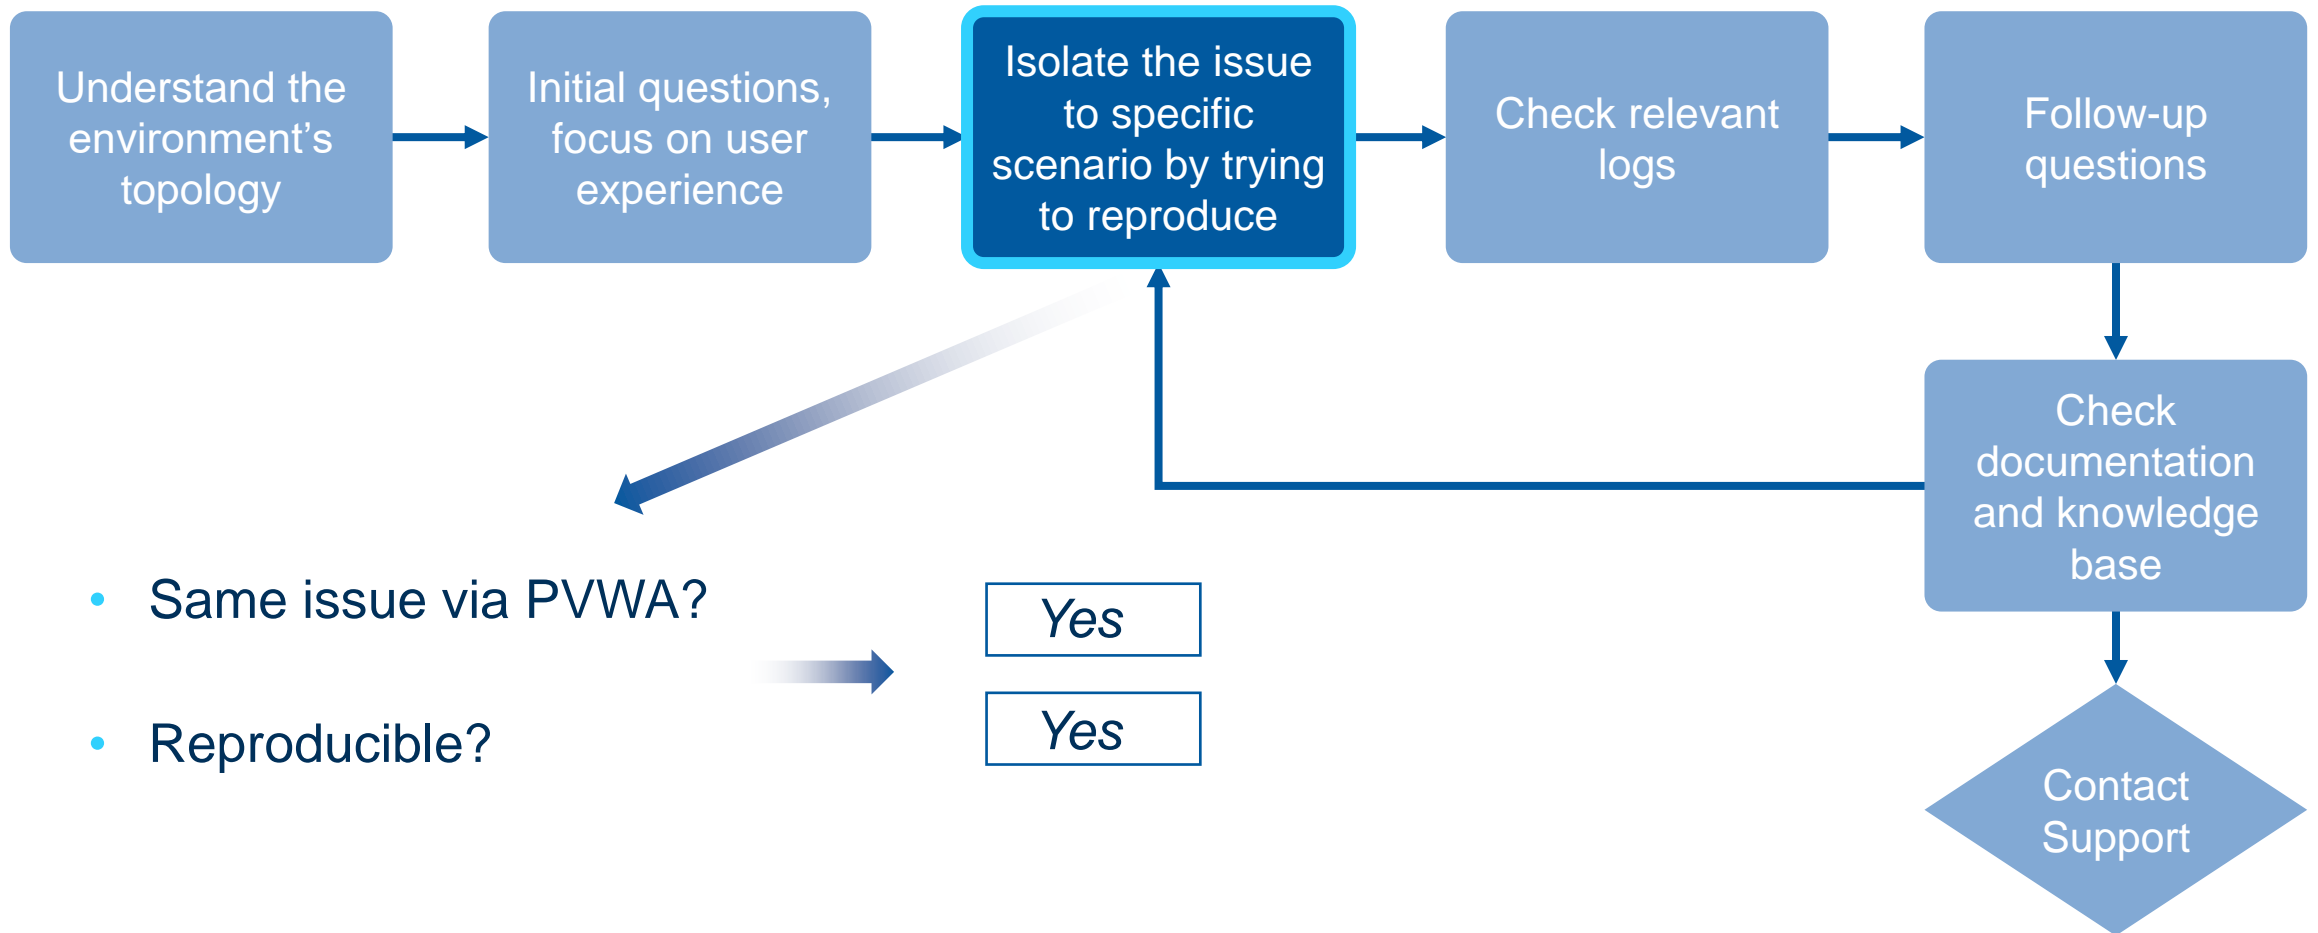 Understand the
environment’s
topology
Initial questions,
focus on user
experience
Isolate the issue
to specific
scenario by trying
to reproduce
Check relevant
logs
Follow-up
questions
Check
documentation
and knowledge
base
Contact
Support
• Same issue via PVWA?
Yes
• Reproducible?
Yes